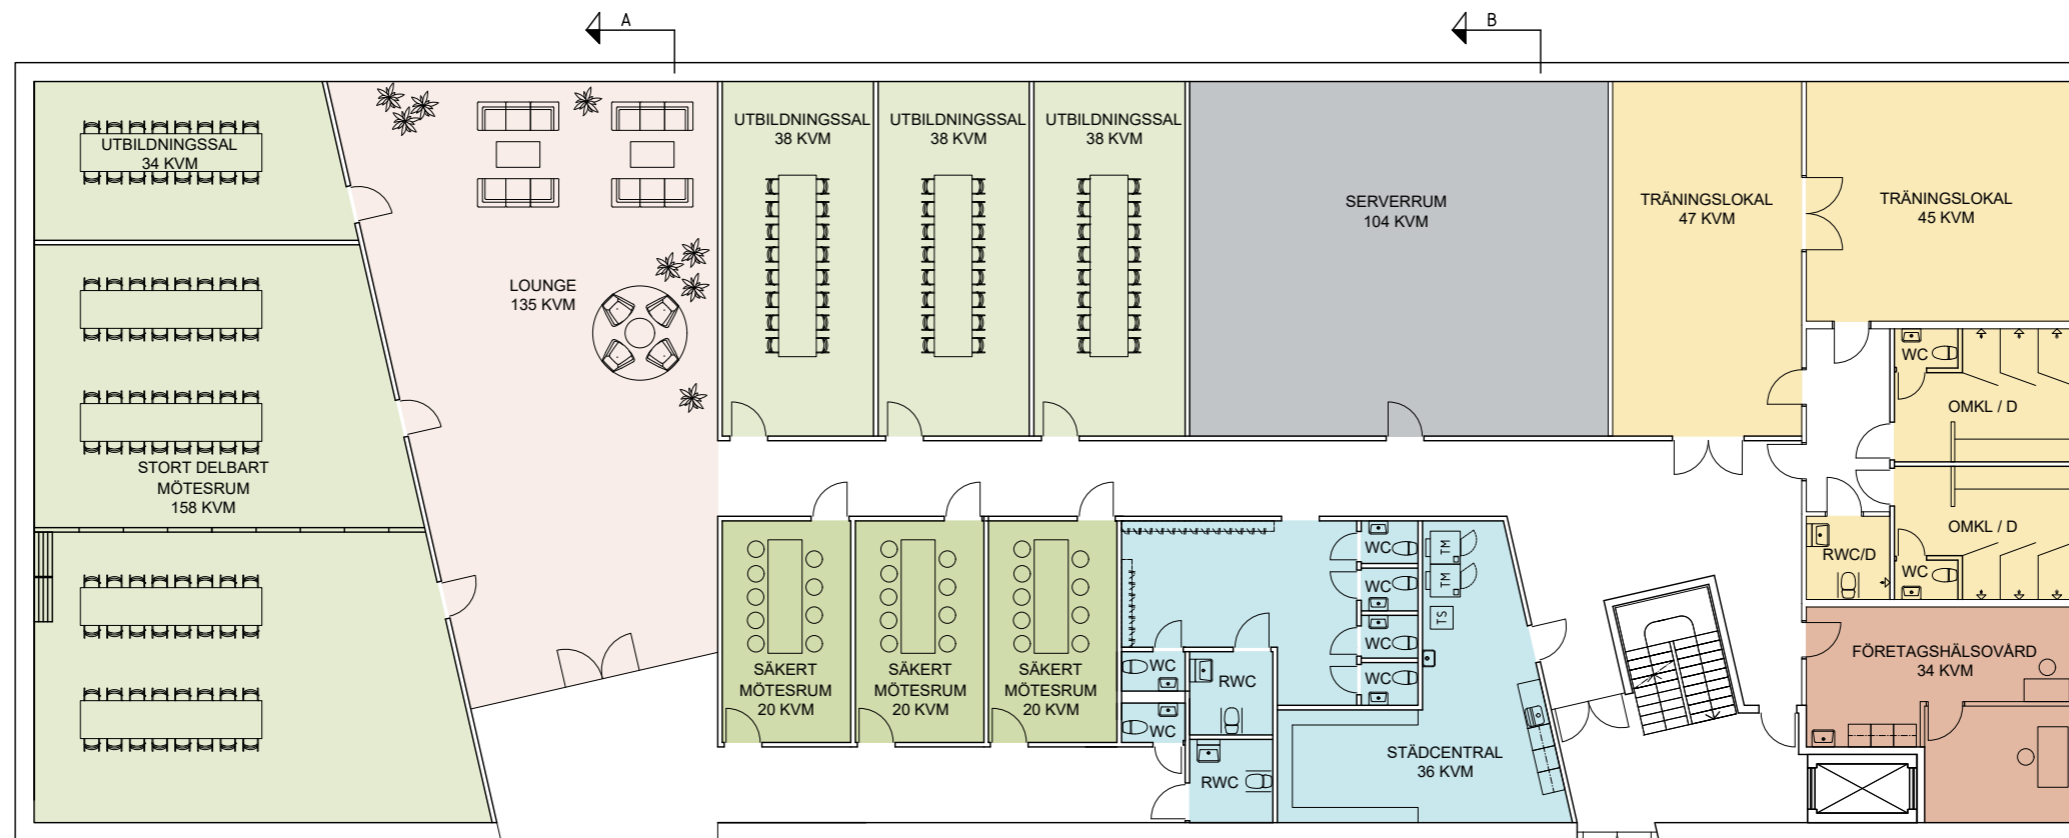 A
B
UTBILDNINGSSAL
34 KVM
UTBILDNINGSSAL
38 KVM
UTBILDNINGSSAL
38 KVM
UTBILDNINGSSAL
38 KVM
SERVERRUM
104 KVM
TRÄNINGSLOKAL
47 KVM
TRÄNINGSLOKAL
45 KVM
LOUNGE
135 KVM
WC
OMKL / D
STORT DELBART
MÖTESRUM
158 KVM
OMKL / D
RWC/D
WC
WC
WC
WC
WC
TM
TM
TS
SÄKERT
MÖTESRUM
20 KVM
SÄKERT
MÖTESRUM
20 KVM
SÄKERT
MÖTESRUM
20 KVM
WC
RWC
WC
RWC
STÄDCENTRAL
36 KVM
FÖRETAGSHÄLSOVÅRD
34 KVM